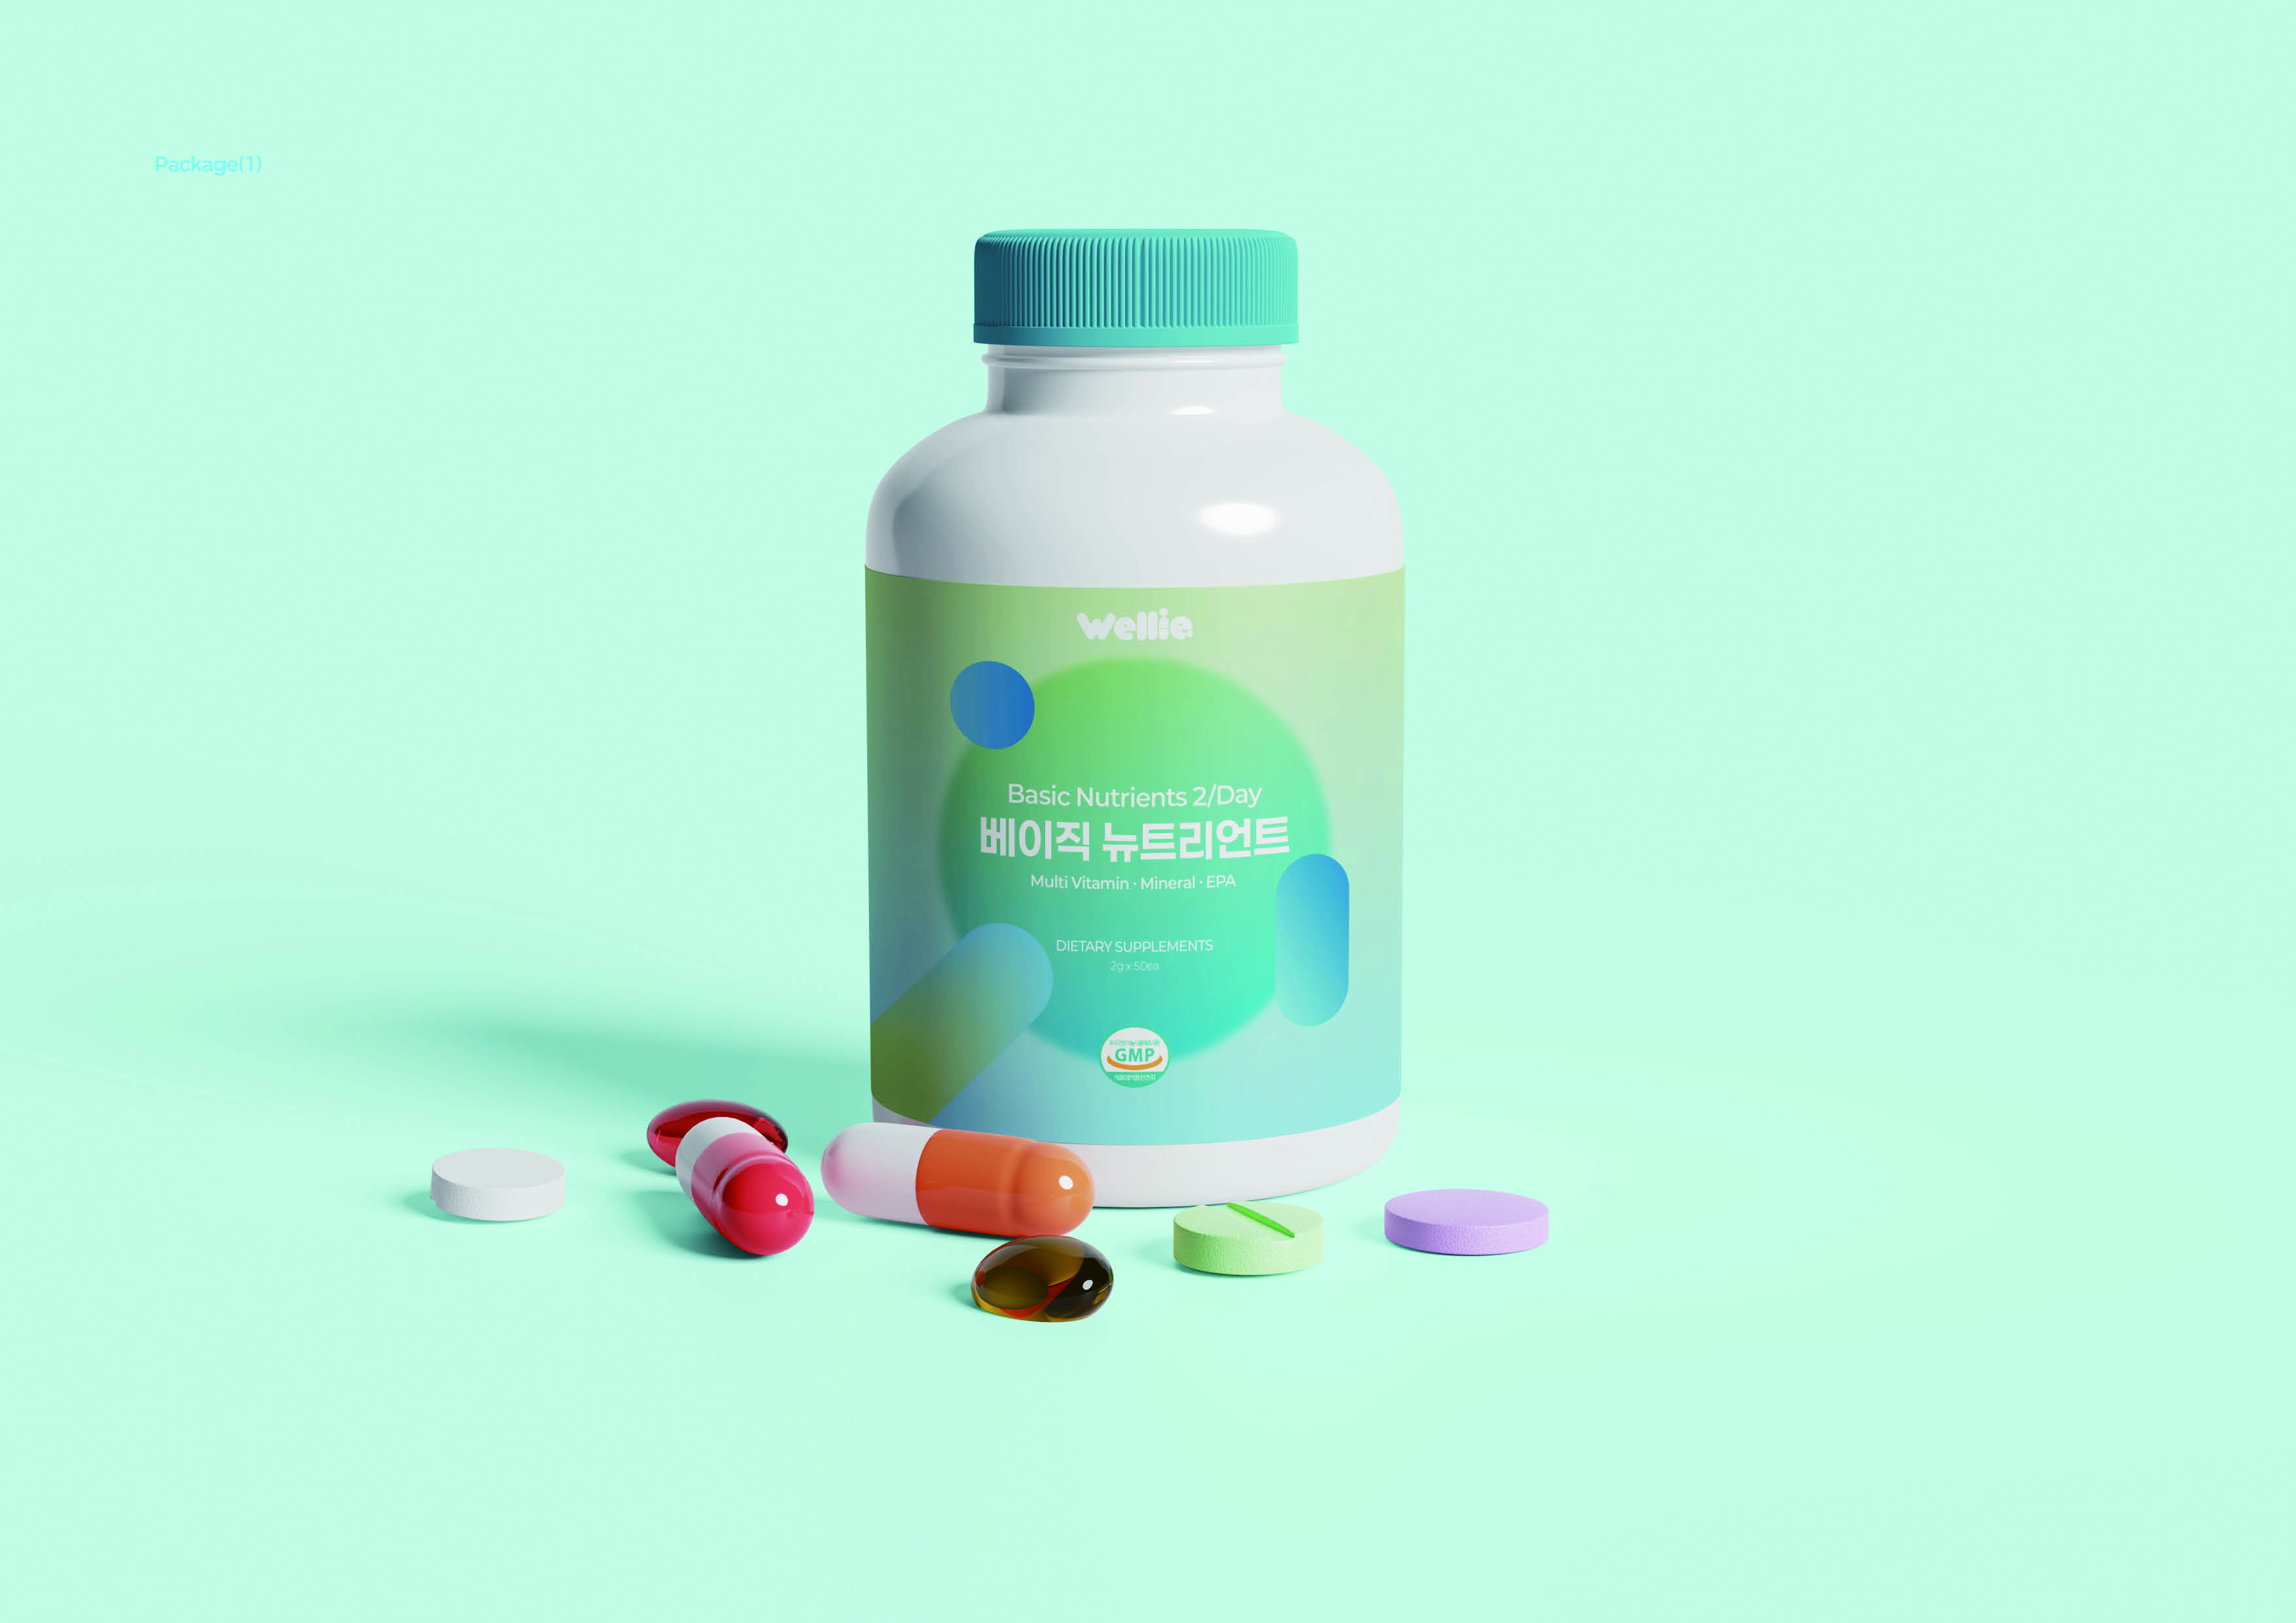 Package(1)
wellie
Basic Nutrients 2/Day
베이직 뉴트리언트
Multi Vitamin · Mineral · EPA
DIETARY SUPPLEMENTS
2g x 50ea
GMP